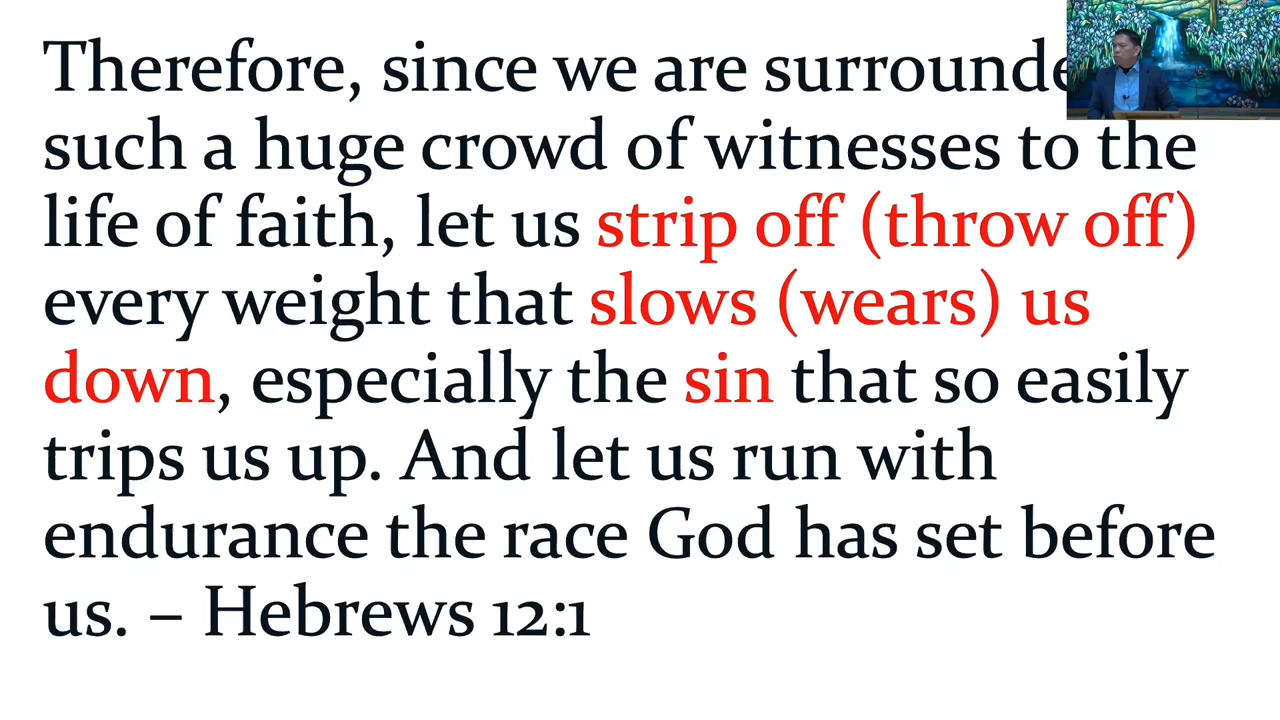 Therefore, since we are surrounde
such a huge crowd of witnesses to the
life of faith, let us strip off (throw off)
every weight that slows (wears) us
down, especially the sin that so easily
trips us up. And let us run with
endurance the race God has set before
us. – Hebrews 12:1